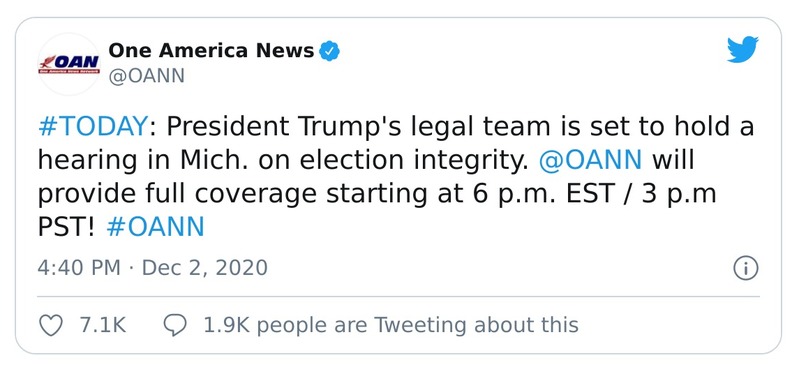 OAN
One America News Network
One America News
@OANN
#TODAY: President Trump's legal team is set to hold a
hearing in Mich. on election integrity. @OANN will
provide full coverage starting at 6 p.m. EST / 3 p.m
PST! #OANN
4:40 PM · Dec 2, 2020
7.1K 1.9K people are Tweeting about this